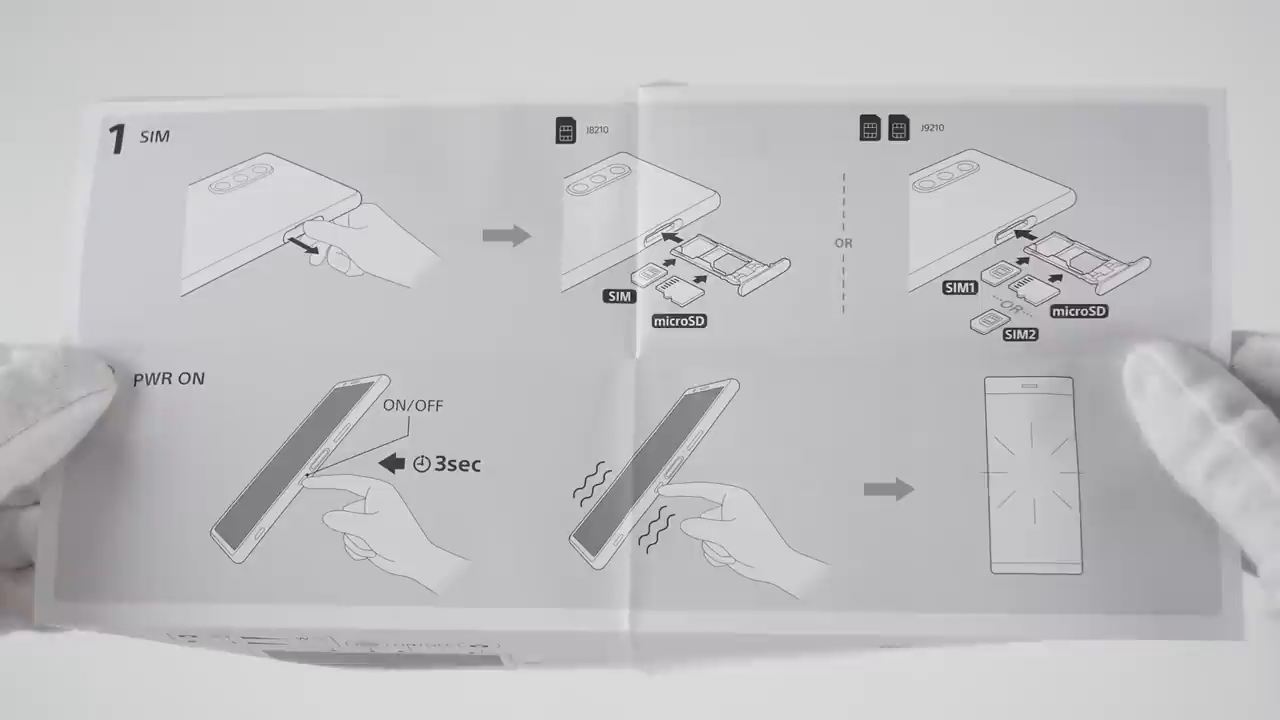 1 SIM
J8210
J9210
OR
SIM
microSD
SIM1
OR
SIM2
microSD
PWR ON
ON/OFF
3sec